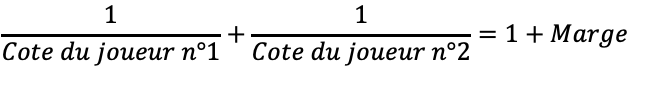 1 / Cote du joueur n°1 + 1 / Cote du joueur n°2 = 1 + Marge